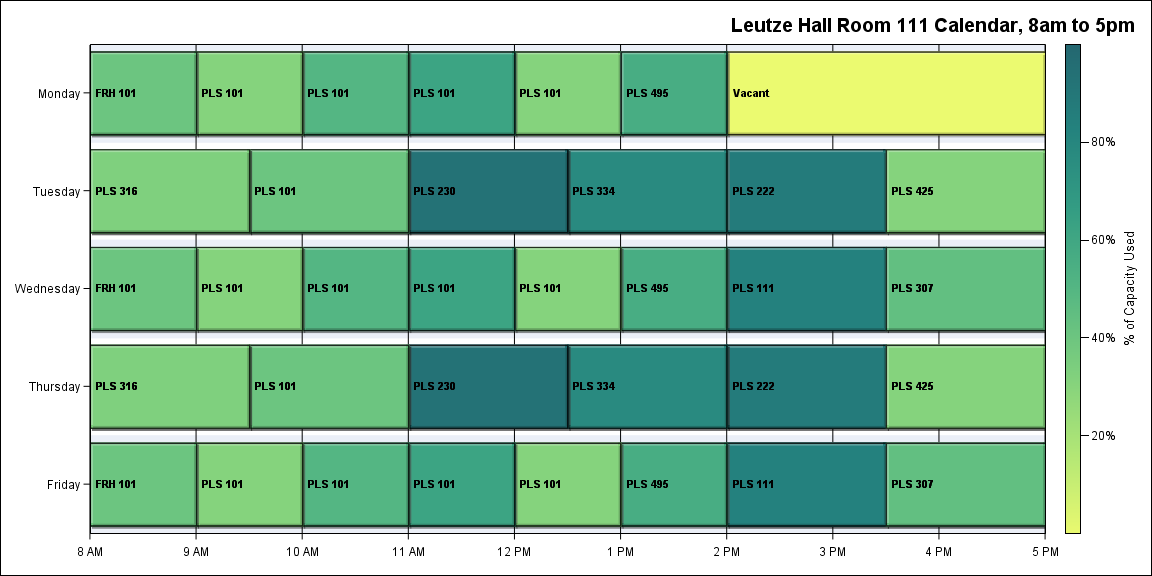 Leutze Hall Room 111 Calendar, 8am to 5pm
Monday
FRH 101
PLS 101
PLS 101
PLS 101
PLS 101
PLS 495
Vacant
Tuesday
PLS 316
PLS 101
PLS 230
PLS 334
PLS 222
PLS 425
Wednesday
FRH 101
PLS 101
PLS 101
PLS 101
PLS 101
PLS 495
PLS 111
PLS 307
Thursday
PLS 316
PLS 101
PLS 230
PLS 334
PLS 222
PLS 425
Friday
FRH 101
PLS 101
PLS 101
PLS 101
PLS 101
PLS 495
PLS 111
PLS 307
8 AM
9 AM
10 AM
11 AM
12 PM
1 PM
2 PM
3 PM
4 PM
5 PM
80%
60%
40%
20%
% of Capacity Used